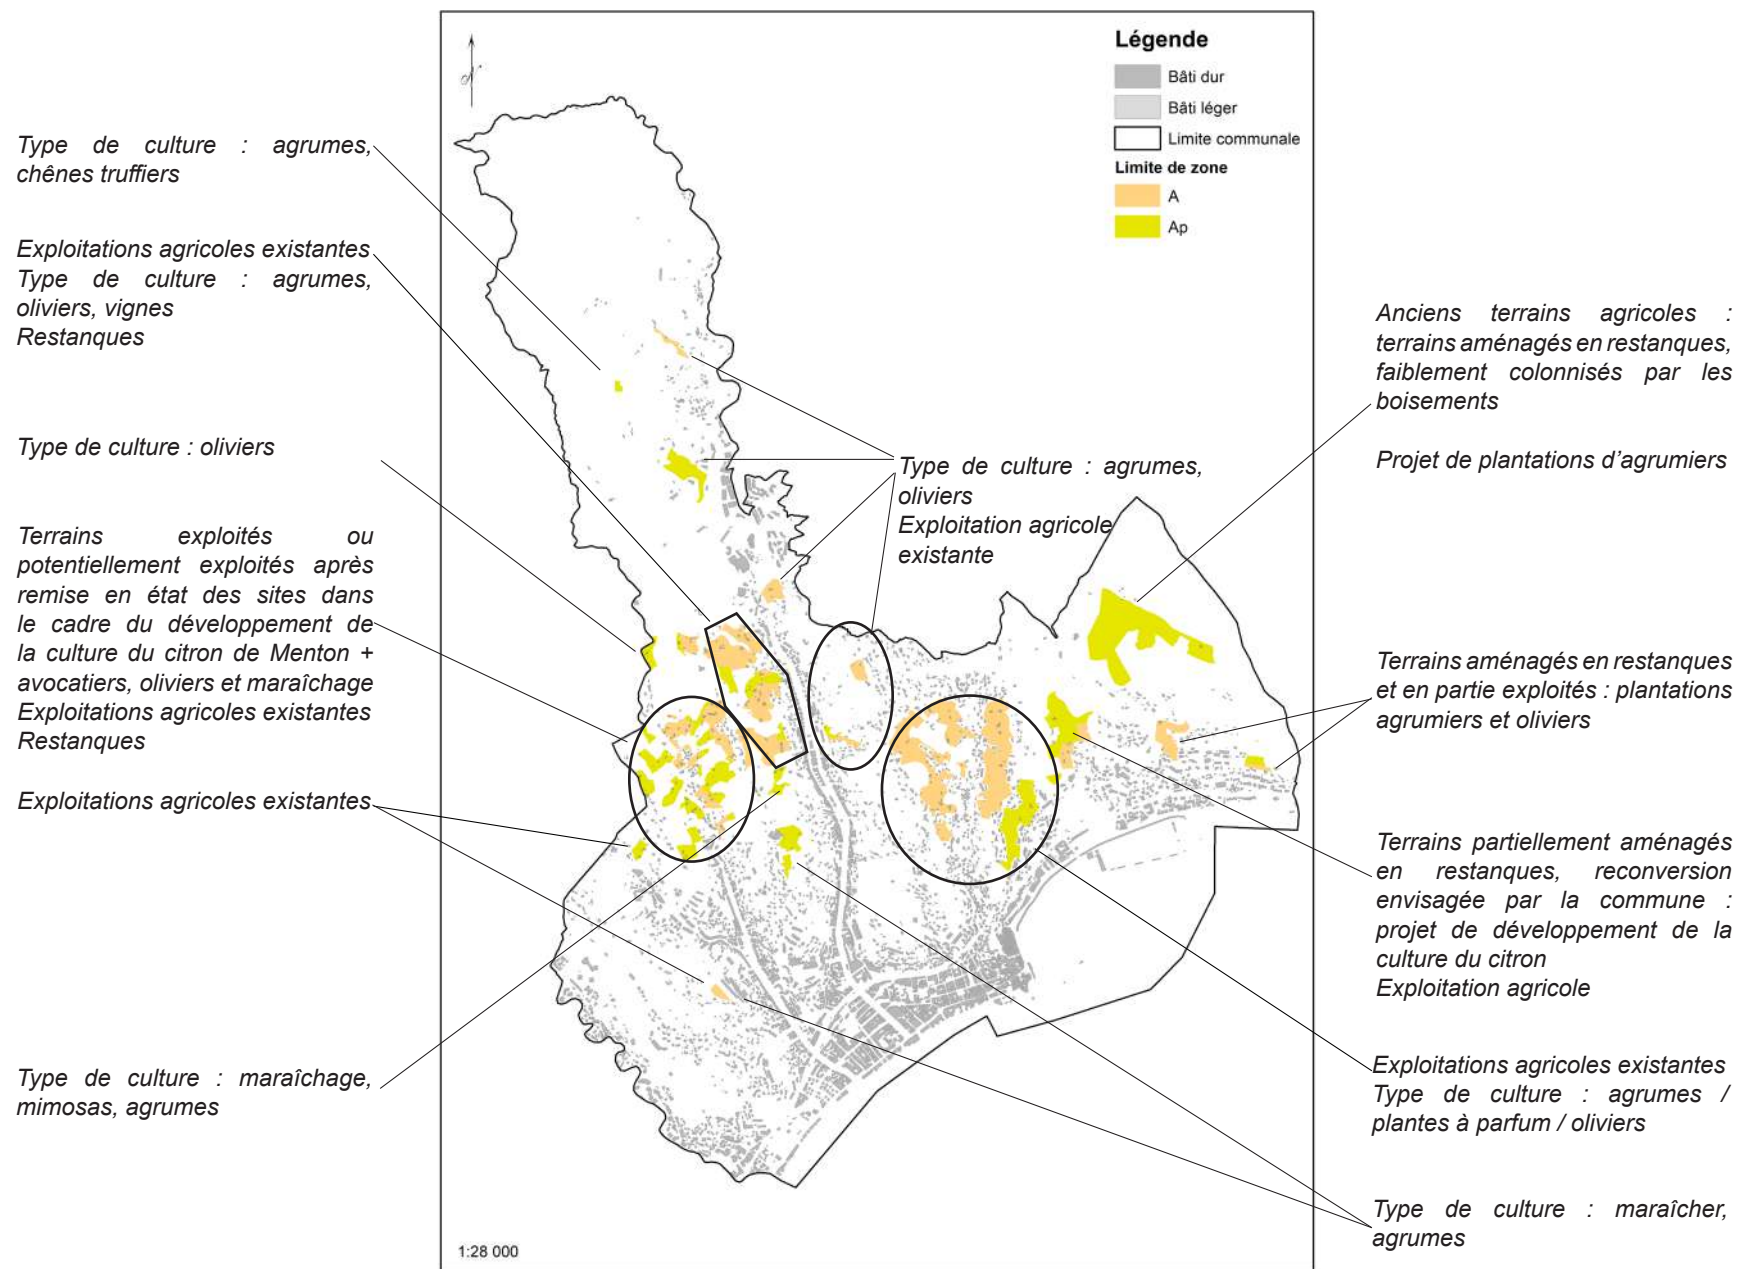 Légende
Bâti dur
Bâti léger
Limite communale
Limite de zone
A
Ap
Type de culture : agrumes,
chênes truffiers
Exploitations agricoles existantes
Type de culture : agrumes,
oliviers, vignes
Restanques
Type de culture : oliviers
Terrains exploités ou
potentiellement exploités après
remise en état des sites dans
le cadre du développement de
la culture du citron de Menton +
avocatiers, oliviers et maraîchage
Exploitations agricoles existantes
Restanques
Exploitations agricoles existantes
Type de culture : maraîchage,
mimosas, agrumes
Type de culture : agrumes,
oliviers
Exploitation agricole
existante
Anciens terrains agricoles :
terrains aménagés en restanques,
faiblement colonnisés par les
boisements
Projet de plantations d'agrumiers
Terrains aménagés en restanques
et en partie exploités : plantations
agrumiers et oliviers
Terrains partiellement aménagés
en restanques, reconversion
envisagée par la commune :
projet de développement de la
culture du citron
Exploitation agricole
Exploitations agricoles existantes
Type de culture : agrumes /
plantes à parfum / oliviers
Type de culture : maraîcher,
agrumes
1:28 000